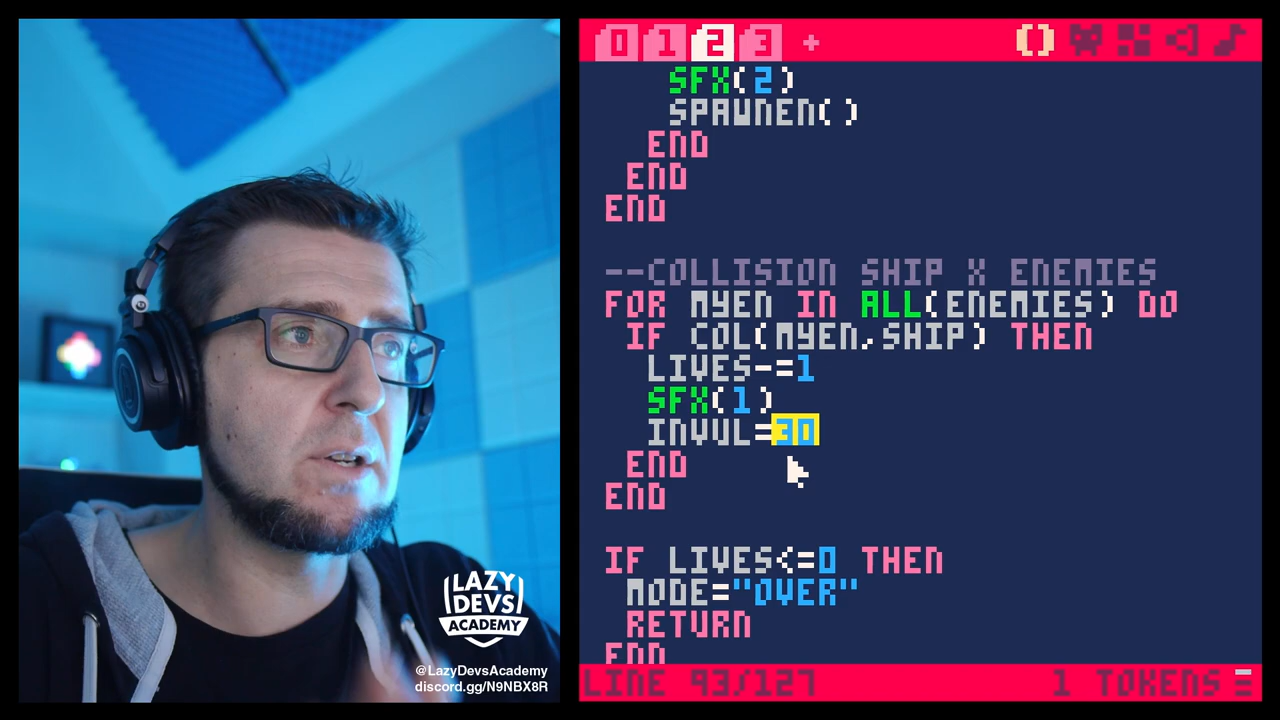 0 1 2 3 +
SFX(2)
SPAWNEN()
END
END
END
--COLLISION SHIP X ENEMIES
FOR MYEN IN ALL(ENEMIES) DO
IF COL(MYEN,SHIP) THEN
LIVES-=1
SFX(1)
INVUL=30
END
END
IF LIVES<=0 THEN
MODE="OVER"
RETURN
END
LINE 93/127
1 TOKENS
LAZY
DEVS
ACADEMY
@LazyDevsAcademy
discord.gg/N9NBX8R